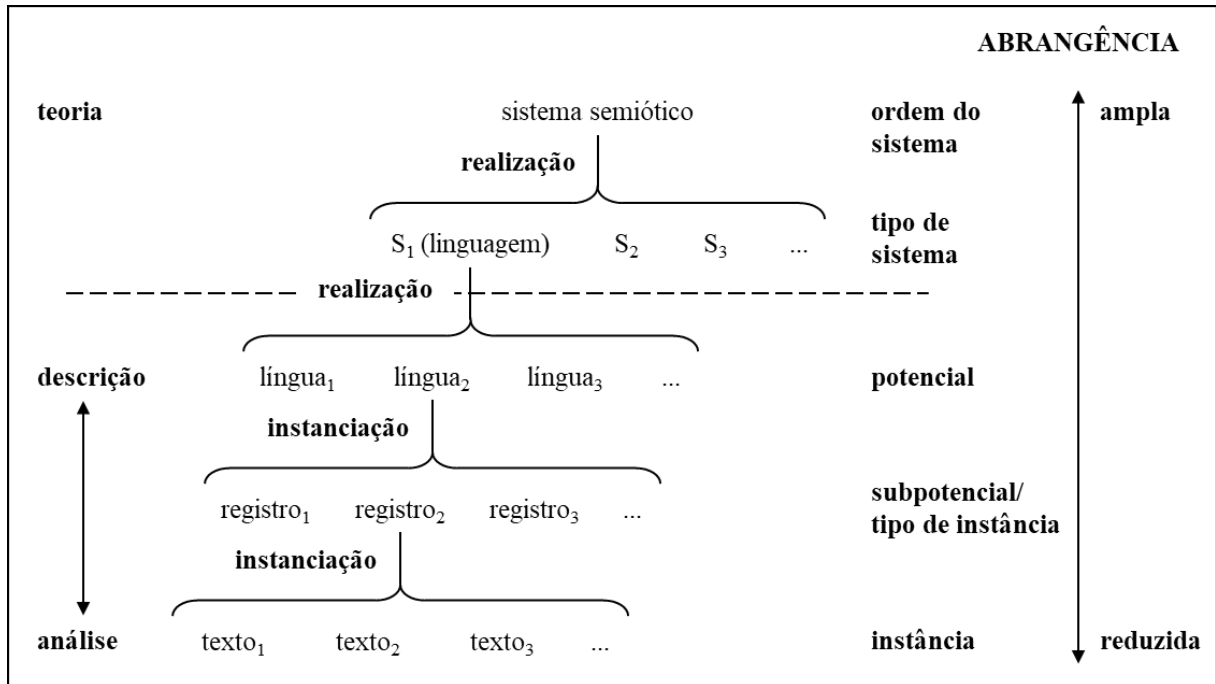 ABRANGÊNCIA
teoria sistema semiótico ordem do sistema ampla
realização
S₁ (linguagem) S₂ S₃ ... tipo de sistema
realização
descrição língua₁ língua₂ língua₃ ... potencial
instanciação
registro₁ registro₂ registro₃ ... subpotencial/ tipo de instância
instanciação
análise texto₁ texto₂ texto₃ ... instância reduzida